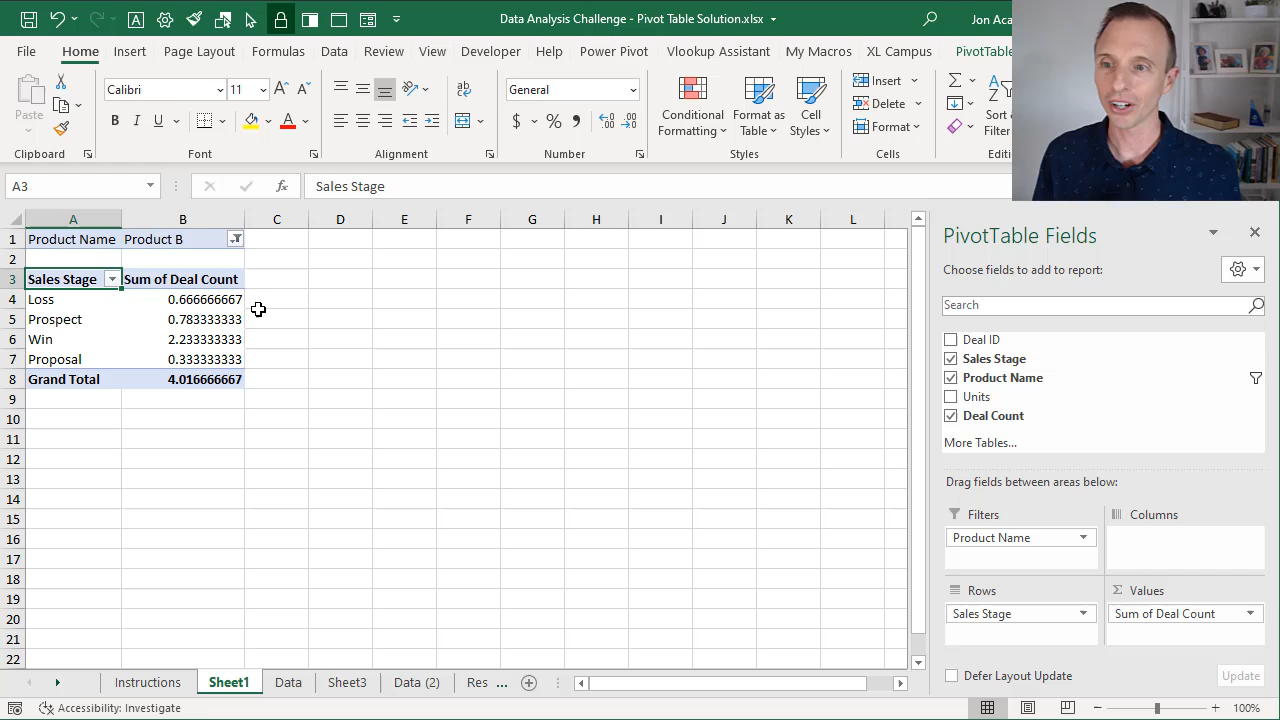 Data Analysis Challenge - Pivot Table Solution.xlsx
Jon Aca
File Home Insert Draw Page Layout Formulas Data Review View Developer Help Power Pivot Vlookup Assistant My Macros XL Campus PivotTabl
Paste
Clipboard
Calibri 11
B I U
A
Font
Alignment
General
$ % 9
Number
Conditional Formatting
Format as Table
Cell Styles
Styles
Insert
Delete
Format
Cells
Sort &
Filter
Editi
A3 fx Sales Stage
A B C D E F G H I J K L
1 Product Name Product B
2
3 Sales Stage Sum of Deal Count
4 Loss 0.666666667
5 Prospect 0.783333333
6 Win 2.233333333
7 Proposal 0.333333333
8 Grand Total 4.016666667
9
10
11
12
13
14
15
16
17
18
19
20
21
22
PivotTable Fields
Choose fields to add to report:
Search
Deal ID
Sales Stage
Product Name
Units
Deal Count
More Tables...
Drag fields between areas below:
Filters
Product Name
Columns
Rows
Sales Stage
Values
Sum of Deal Count
Defer Layout Update
Update
Instructions Sheet1 Data Sheet3 Data (2) Res ...
Accessibility: Investigate
100%